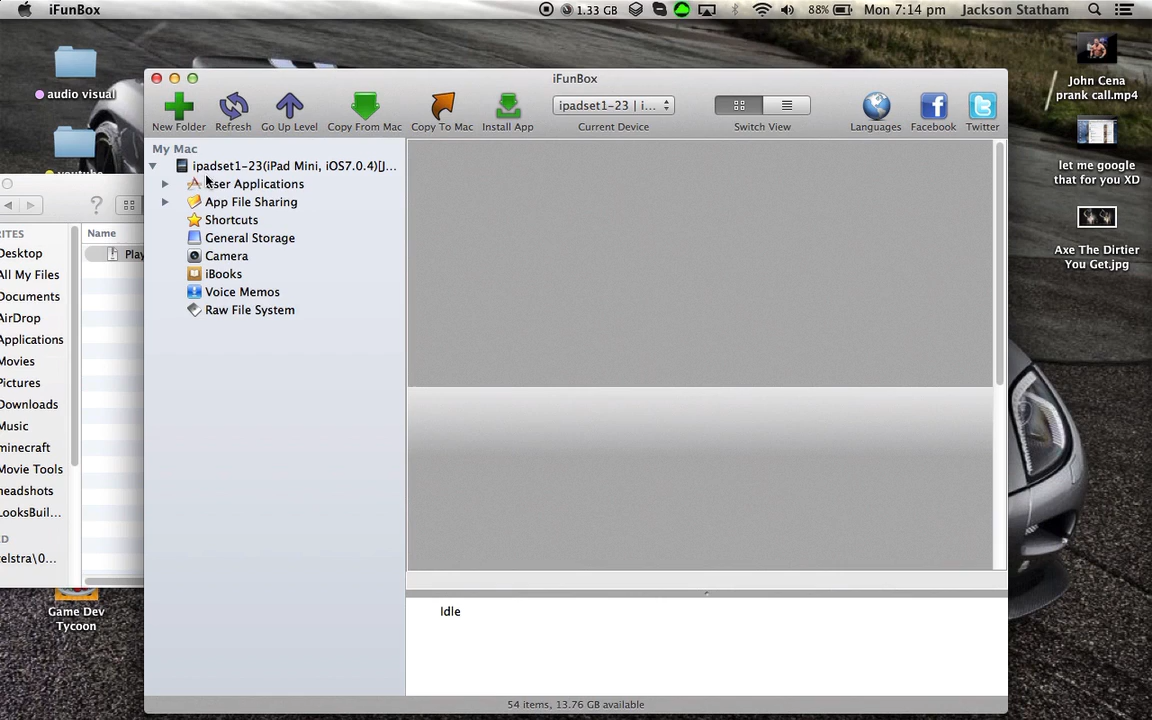 iFunBox
1.33 GB
88%
Mon 7:14 pm
Jackson Statham
audio visual
John Cena
prank call.mp4
let me google
that for you XD
Axe The Dirtier
You Get.jpg
Game Dev
Tycoon
Name
Play
Desktop
All My Files
Documents
AirDrop
Applications
Movies
Pictures
Downloads
Music
minecraft
Movie Tools
headshots
LooksBuil...
iFunBox
New Folder
Refresh
Go Up Level
Copy From Mac
Copy To Mac
Install App
ipadset1-23 | i...
Current Device
Switch View
Languages
Facebook
Twitter
My Mac
ipadset1-23(iPad Mini, iOS7.0.4)[J...
User Applications
App File Sharing
Shortcuts
General Storage
Camera
iBooks
Voice Memos
Raw File System
Idle
54 items, 13.76 GB available